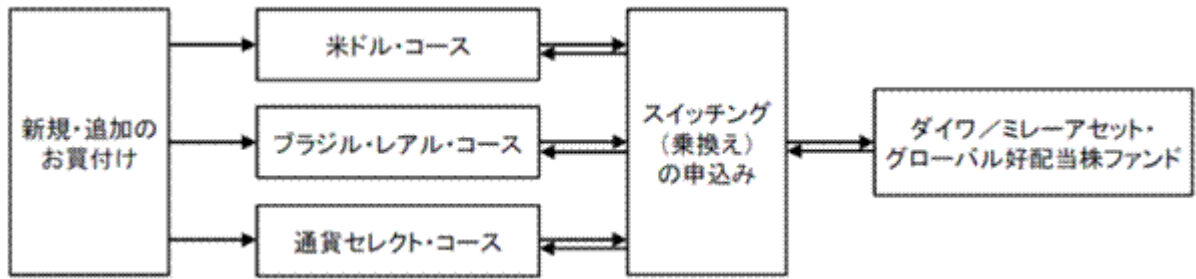 新規・追加の
お買付け
米ドル・コース
ブラジル・レアル・コース
通貨セレクト・コース
スイッチング
(乗換え)
の申込み
ダイワ/ミレーアセット・
グローバル好配当株ファンド